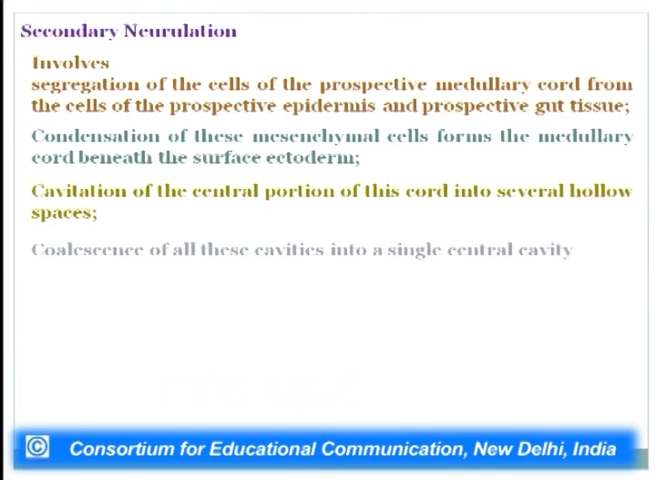 Secondary Neurulation
Involves
segregation of the cells of the prospective medullary cord from
the cells of the prospective epidermis and prospective gut tissue;
Condensation of these mesenchymal cells forms the medullary
cord beneath the surface ectoderm;
Cavitation of the central portion of this cord into several hollow
spaces;
Coalescence of all these cavities into a single central cavity
© Consortium for Educational Communication, New Delhi, India